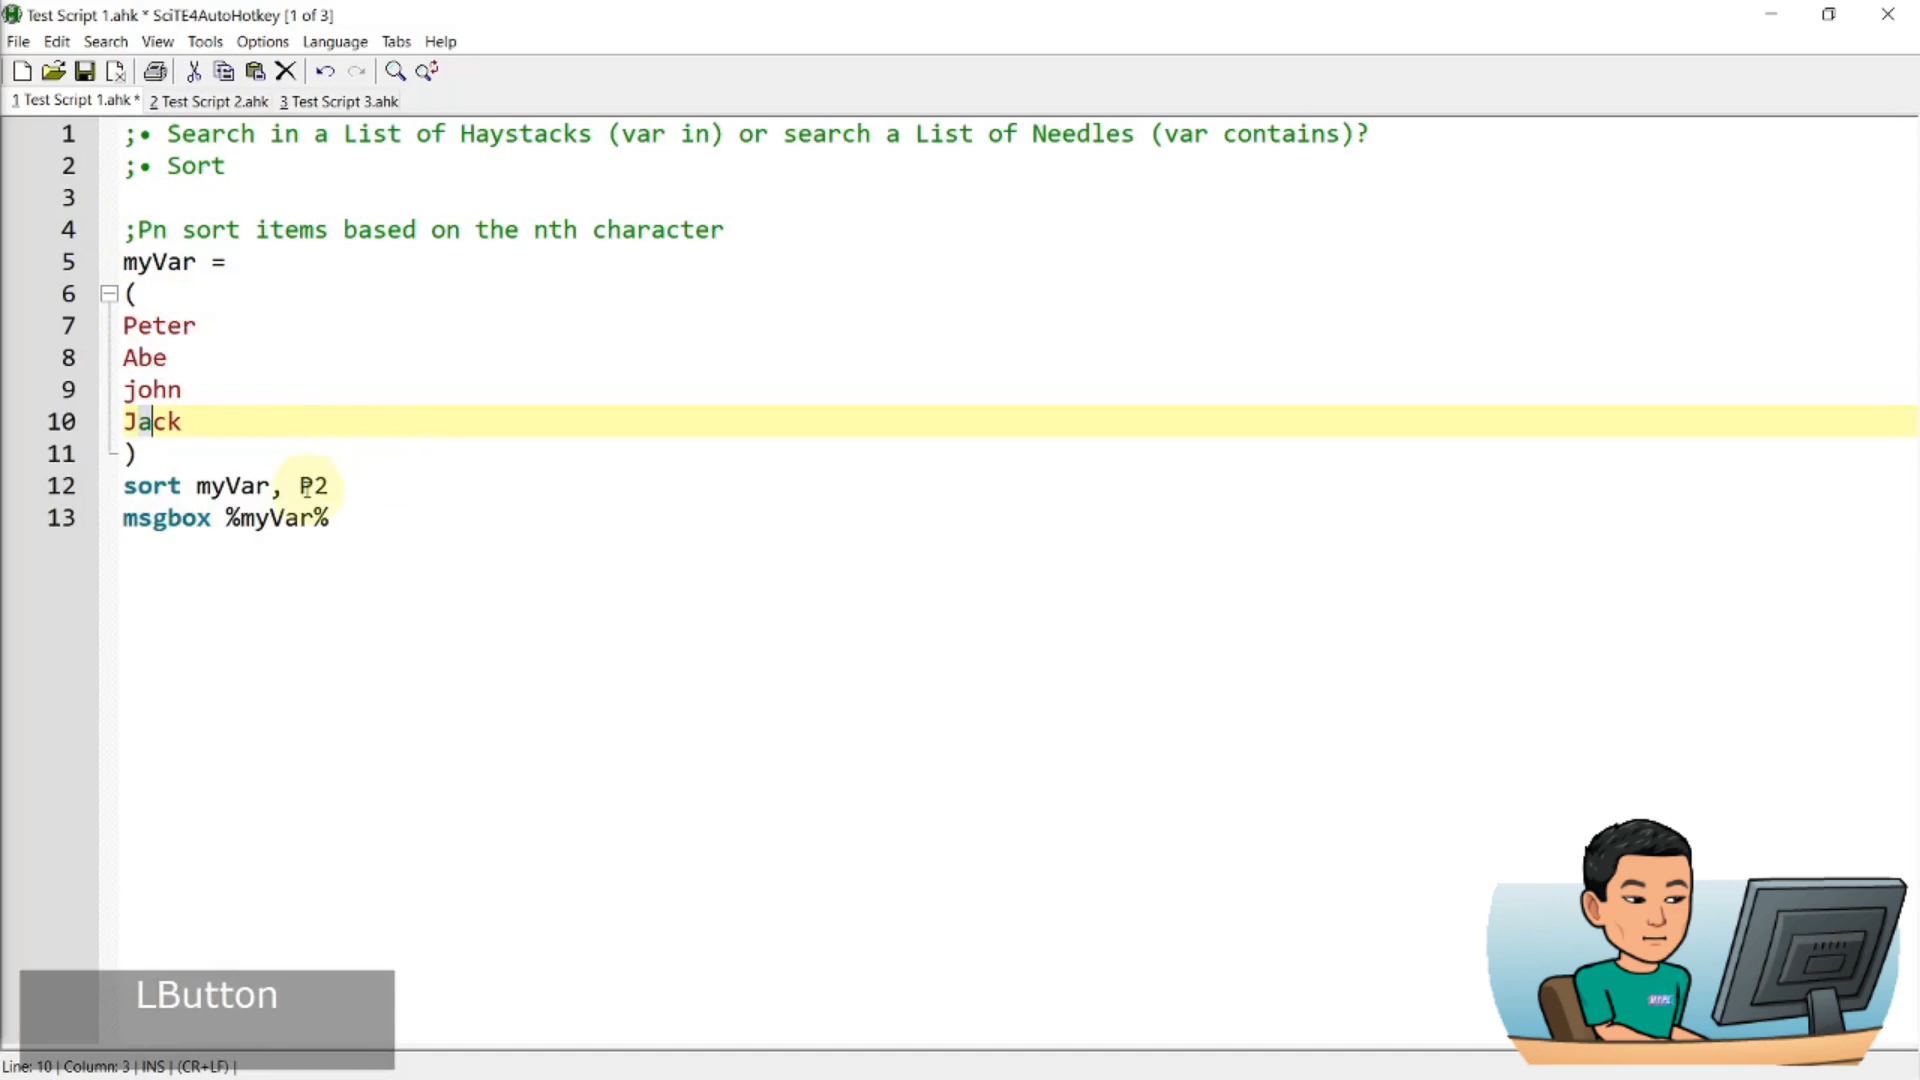 Test Script 1.ahk * SciTE4AutoHotkey [1 of 3]
File Edit Search View Tools Options Language Tabs Help
1 Test Script 1.ahk * 2 Test Script 2.ahk 3 Test Script 3.ahk
1 ;• Search in a List of Haystacks (var in) or search a List of Needles (var contains)?
2 ;• Sort
3
4 ;Pn sort items based on the nth character
5 myVar =
6 (
7 Peter
8 Abe
9 john
10 Jack
11 )
12 sort myVar, P2
13 msgbox %myVar%
LButton
Line: 10 | Column: 3 | INS | (CR+LF) |